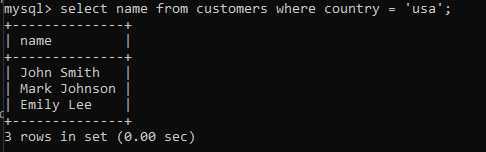 mysql> select name from customers where country = 'usa';
+--------------+
| name         |
+--------------+
| John Smith   |
| Mark Johnson |
| Emily Lee    |
+--------------+
3 rows in set (0.00 sec)